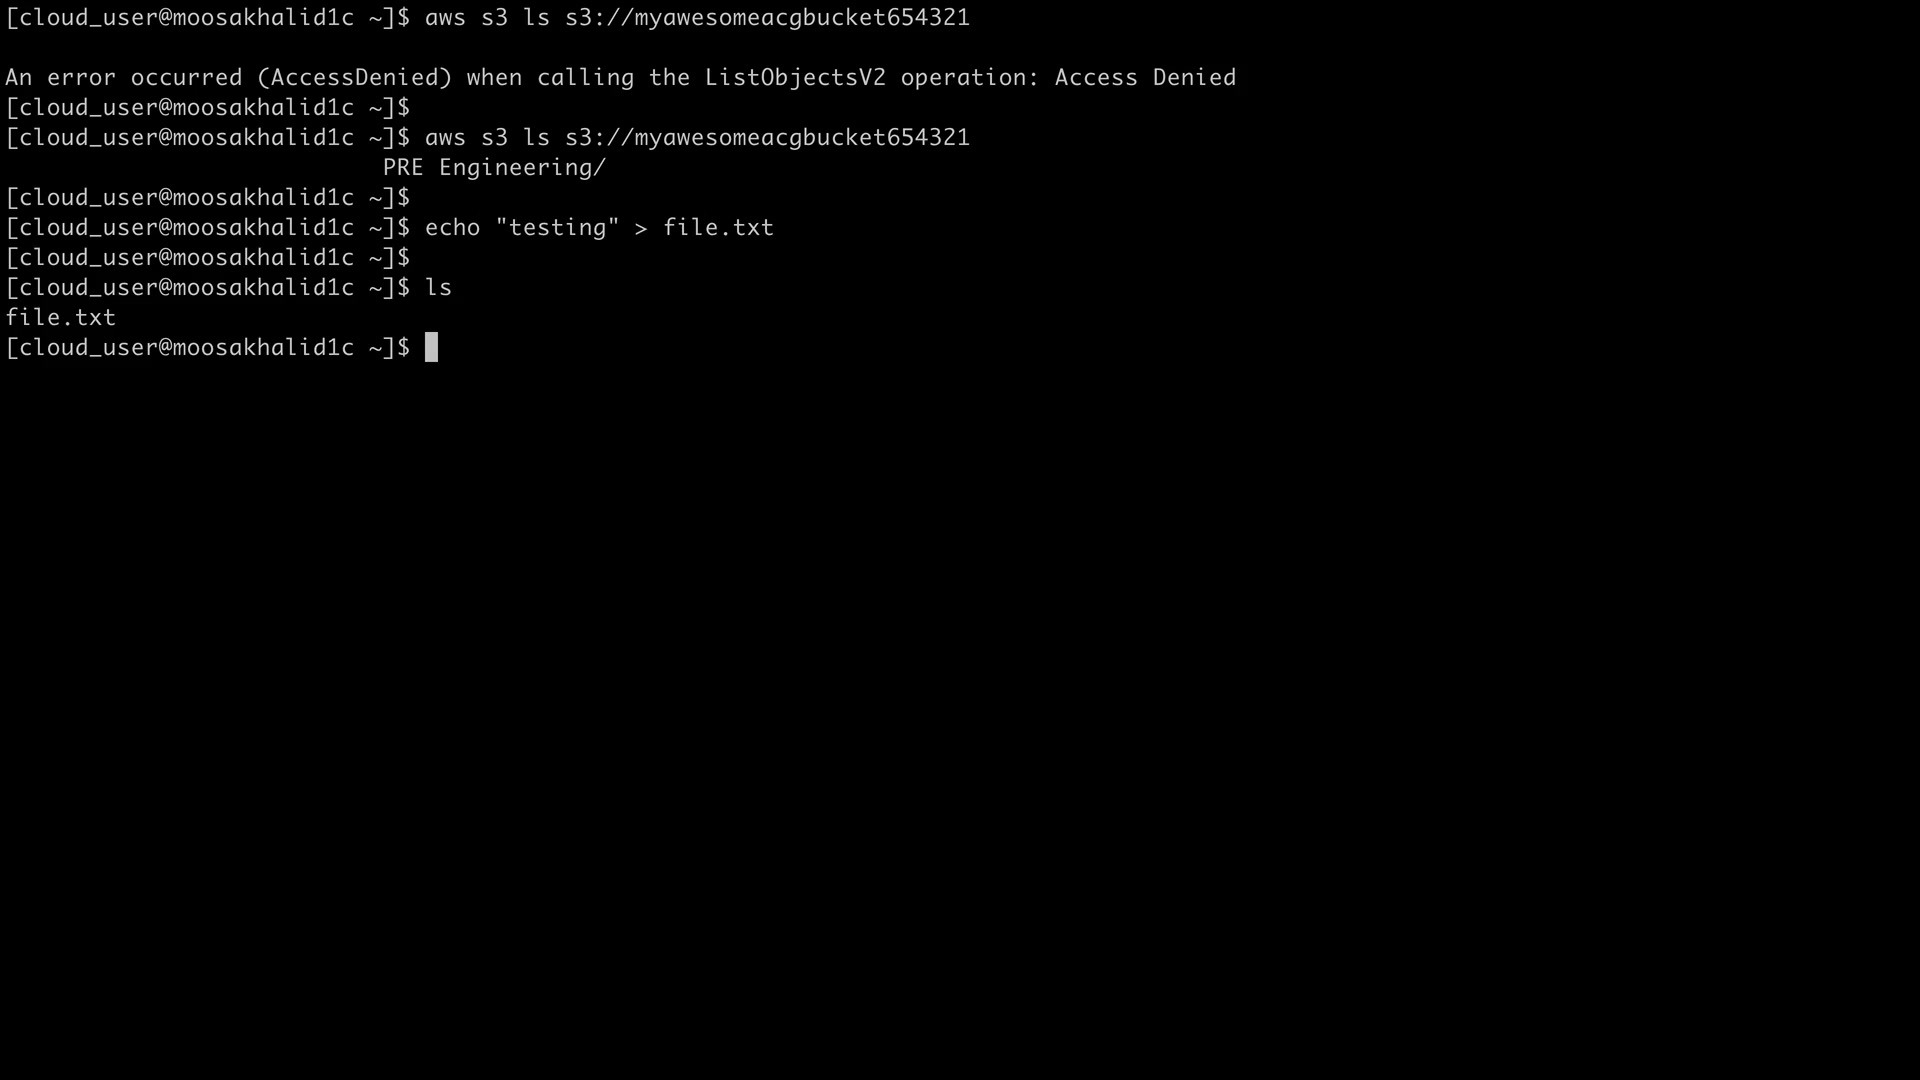 [cloud_user@moosakhalid1c ~]$ aws s3 ls s3://myawesomeacgbucket654321
An error occurred (AccessDenied) when calling the ListObjectsV2 operation: Access Denied
[cloud_user@moosakhalid1c ~]$
[cloud_user@moosakhalid1c ~]$ aws s3 ls s3://myawesomeacgbucket654321
PRE Engineering/
[cloud_user@moosakhalid1c ~]$
[cloud_user@moosakhalid1c ~]$ echo "testing" > file.txt
[cloud_user@moosakhalid1c ~]$
[cloud_user@moosakhalid1c ~]$ ls
file.txt
[cloud_user@moosakhalid1c ~]$